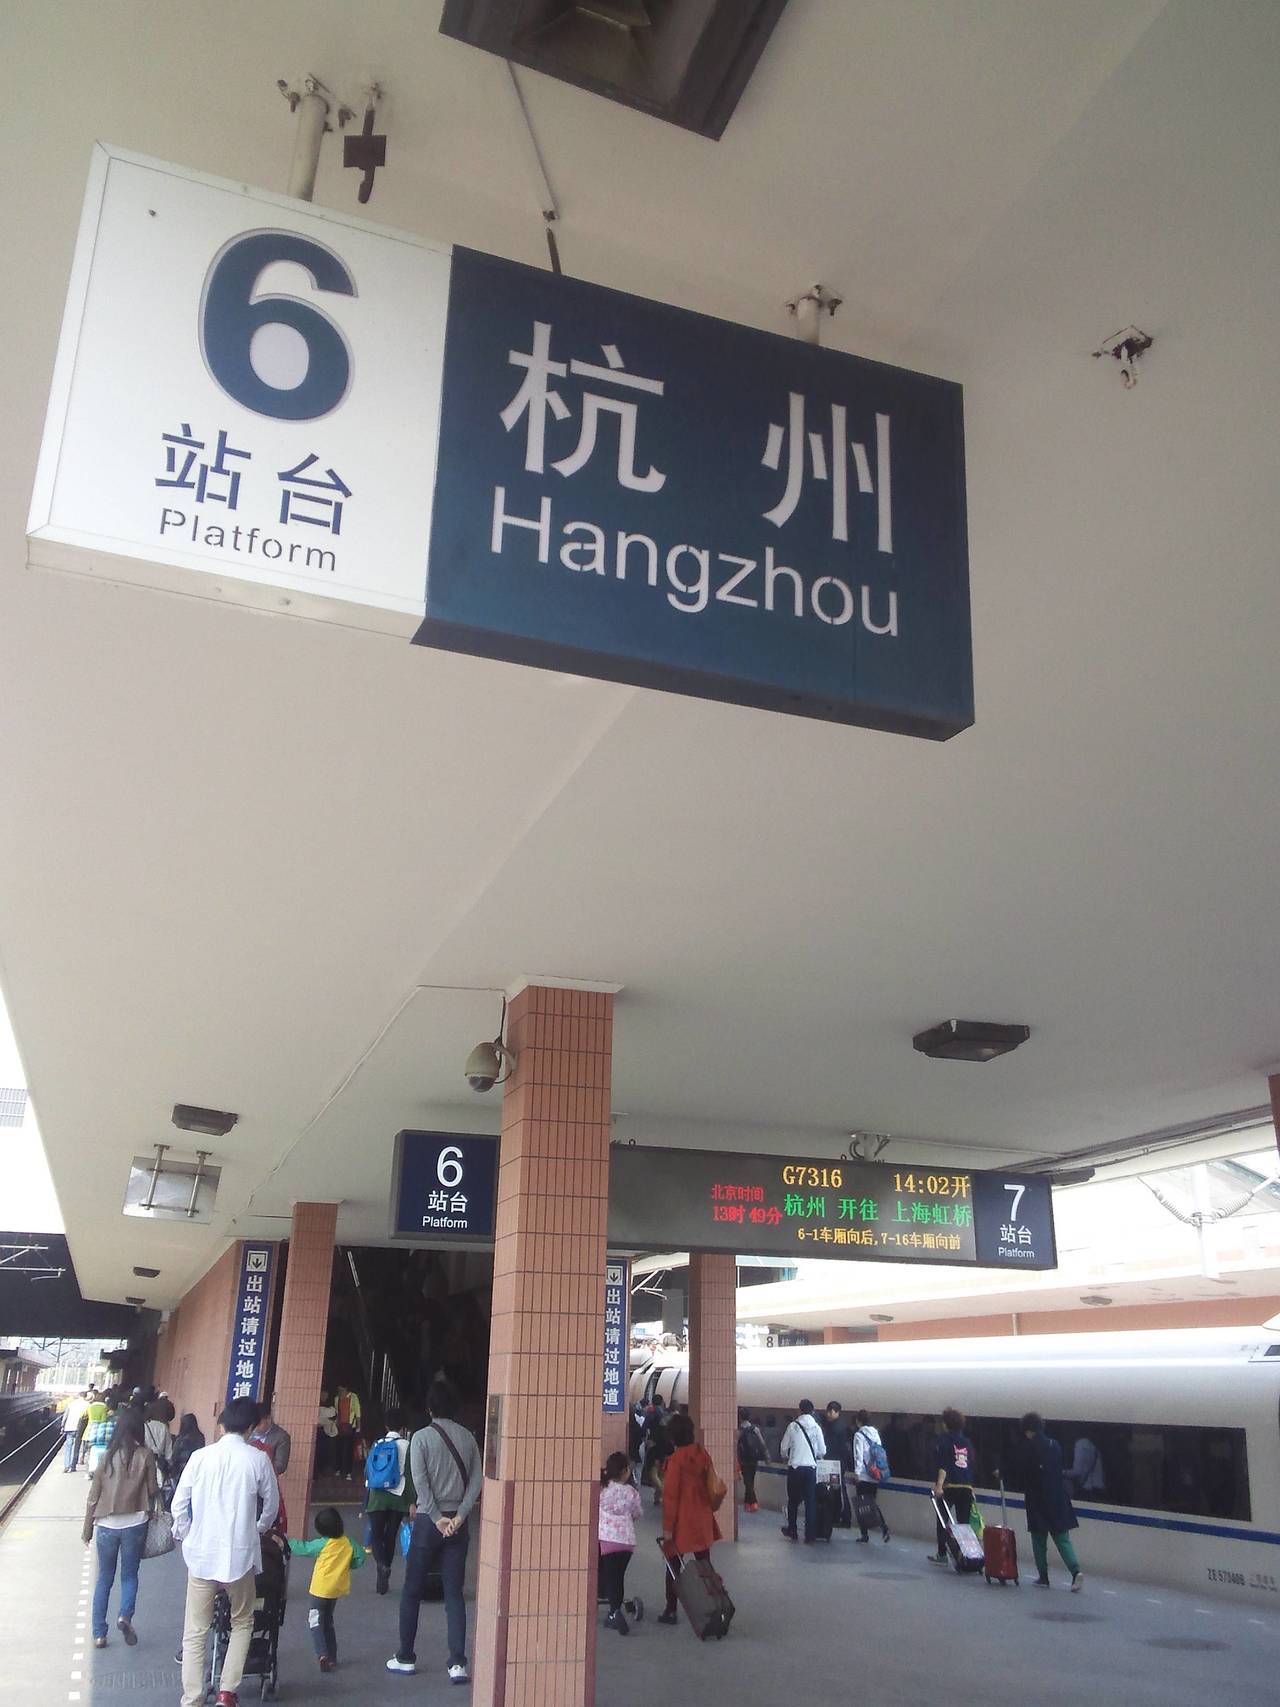 6
站台
Platform
杭州
Hangzhou
6
站台
Platform
北京时间
13时49分
G7316 14:02开
杭州 开往 上海虹桥
6-1车厢向后,7-16车厢向前
7
站台
Platform
出站请过地道
出站请过地道
8